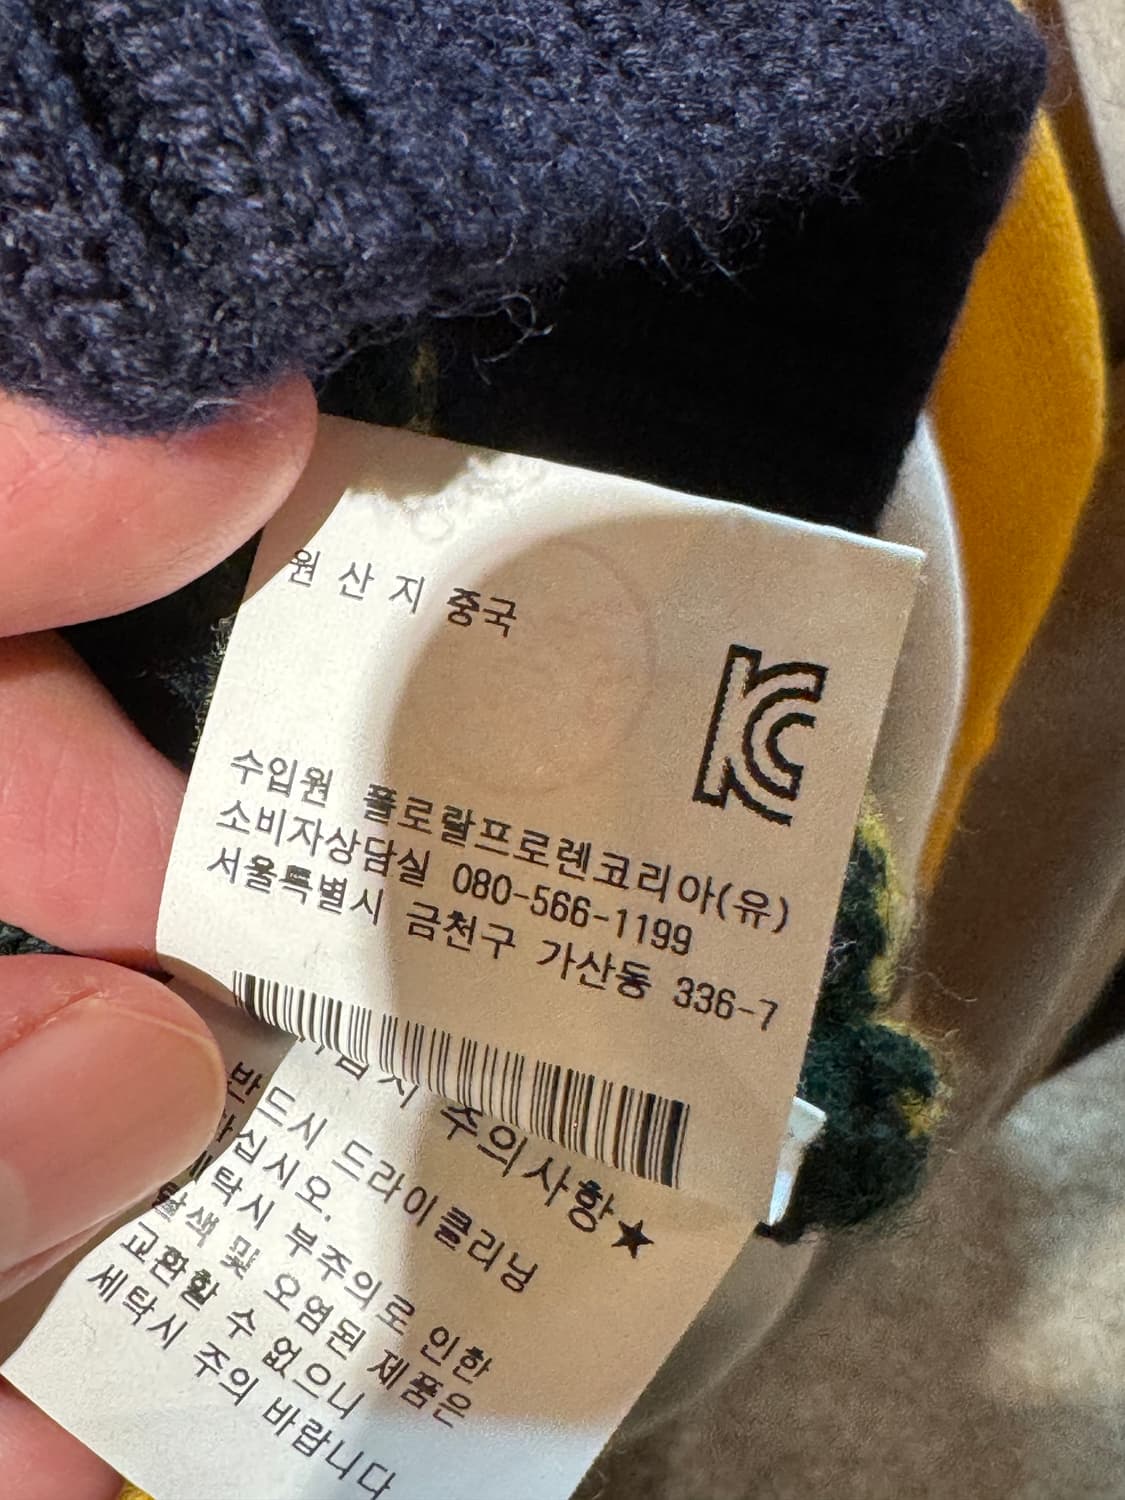 원 산 지 중국
KC
수입원 플로랄프로렌코리아(유)
소비자상담실 080-566-1199
서울특별시 금천구 가산동 336-7
주의사항★
반드시 드라이클리닝
하십시오.
세탁시 부주의로 인한
탈색 및 오염된 제품은
교환할 수 없으니
세탁시 주의 바랍니다